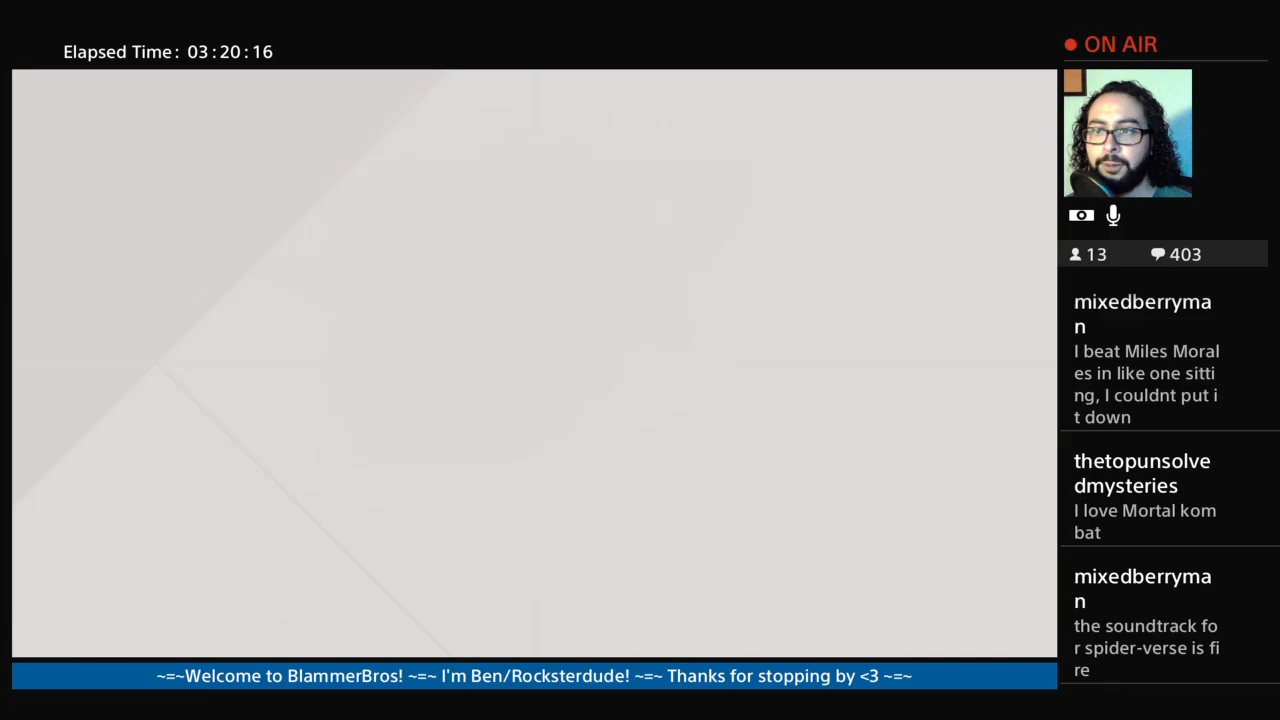 Elapsed Time: 03:20:16
ON AIR
13 403
mixedberryma
n
I beat Miles Moral
es in like one sitti
ng, I couldnt put i
t down
thetopunsolve
dmysteries
I love Mortal kom
bat
mixedberryma
n
the soundtrack fo
r spider-verse is fi
re
~=~Welcome to BlammerBros! ~=~ I'm Ben/Rocksterdude! ~=~ Thanks for stopping by <3 ~=~